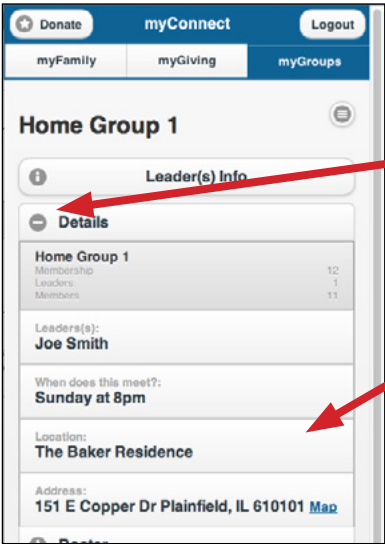 Donate myConnect Logout
myFamily myGiving myGroups
Home Group 1
Leader(s) Info
Details
Home Group 1
Membership 12
Leaders 1
Members 11
Leaders(s):
Joe Smith
When does this meet?:
Sunday at 8pm
Location:
The Baker Residence
Address:
151 E Copper Dr Plainfield, IL 610101 Map
Roster